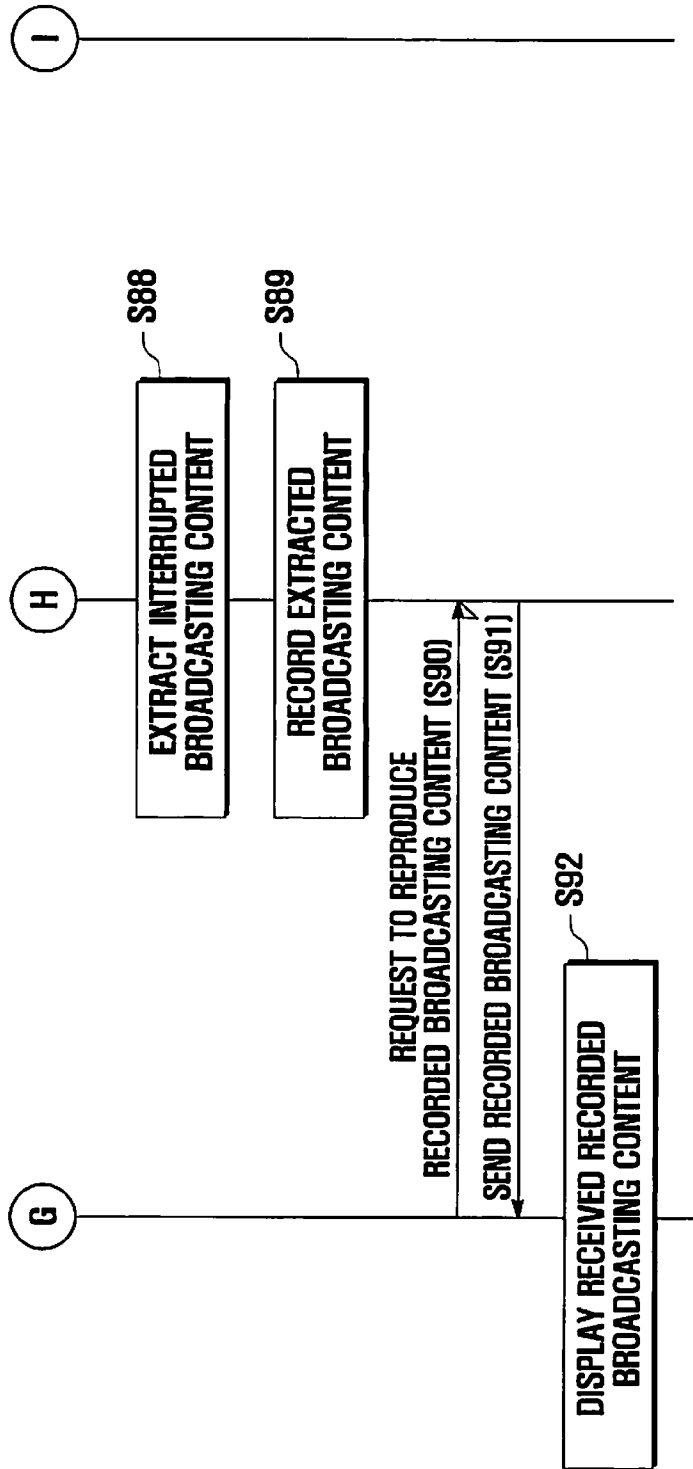 G
H
I
EXTRACT INTERRUPTED
BROADCASTING CONTENT
S88
RECORD EXTRACTED
BROADCASTING CONTENT
S89
REQUEST TO REPRODUCE
RECORDED BROADCASTING CONTENT (S90)
SEND RECORDED BROADCASTING CONTENT (S91)
DISPLAY RECEIVED RECORDED
BROADCASTING CONTENT
S92